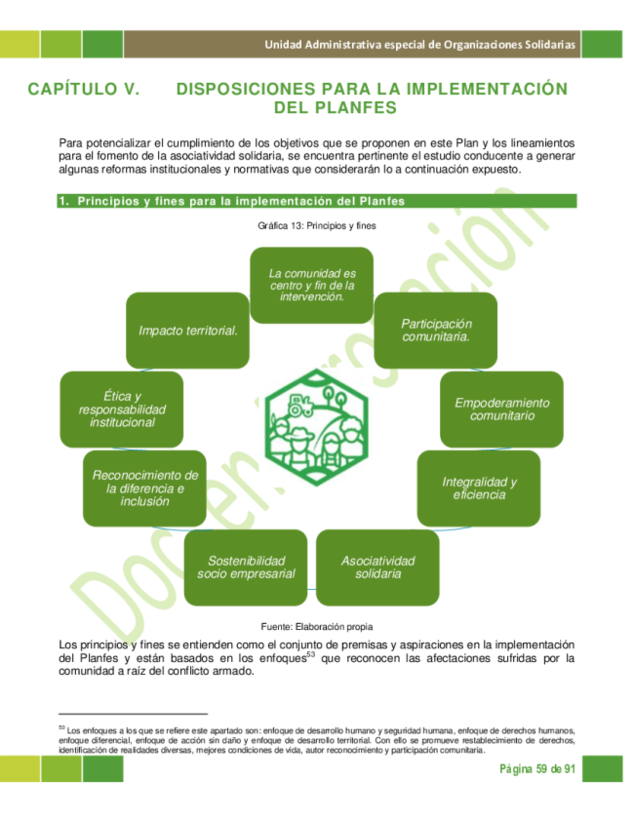 Unidad Administrativa especial de Organizaciones Solidarias
CAPÍTULO V. DISPOSICIONES PARA LA IMPLEMENTACIÓN
DEL PLANFES
Para potencializar el cumplimiento de los objetivos que se proponen en este Plan y los lineamientos
para el fomento de la asociatividad solidaria, se encuentra pertinente el estudio conducente a generar
algunas reformas institucionales y normativas que considerarán lo a continuación expuesto.
1. Principios y fines para la implementación del Planfes
Gráfica 13: Principios y fines
La comunidad es
centro y fin de la
intervención.
Impacto territorial.
Participación
comunitaria.
Ética y
responsabilidad
institucional
Empoderamiento
comunitario
Reconocimiento de
la diferencia e
inclusión
Integralidad y
eficiencia
Sostenibilidad
socio empresarial
Asociatividad
solidaria
Fuente: Elaboración propia
Los principios y fines se entienden como el conjunto de premisas y aspiraciones en la implementación
del Planfes y están basados en los enfoques53 que reconocen las afectaciones sufridas por la
comunidad a raíz del conflicto armado.
53 Los enfoques a los que se refiere este apartado son: enfoque de desarrollo humano y seguridad humana, enfoque de derechos humanos,
enfoque diferencial, enfoque de acción sin daño y enfoque de desarrollo territorial. Con ello se promueve restablecimiento de derechos,
identificación de realidades diversas, mejores condiciones de vida, autor reconocimiento y participación comunitaria.
Página 59 de 91